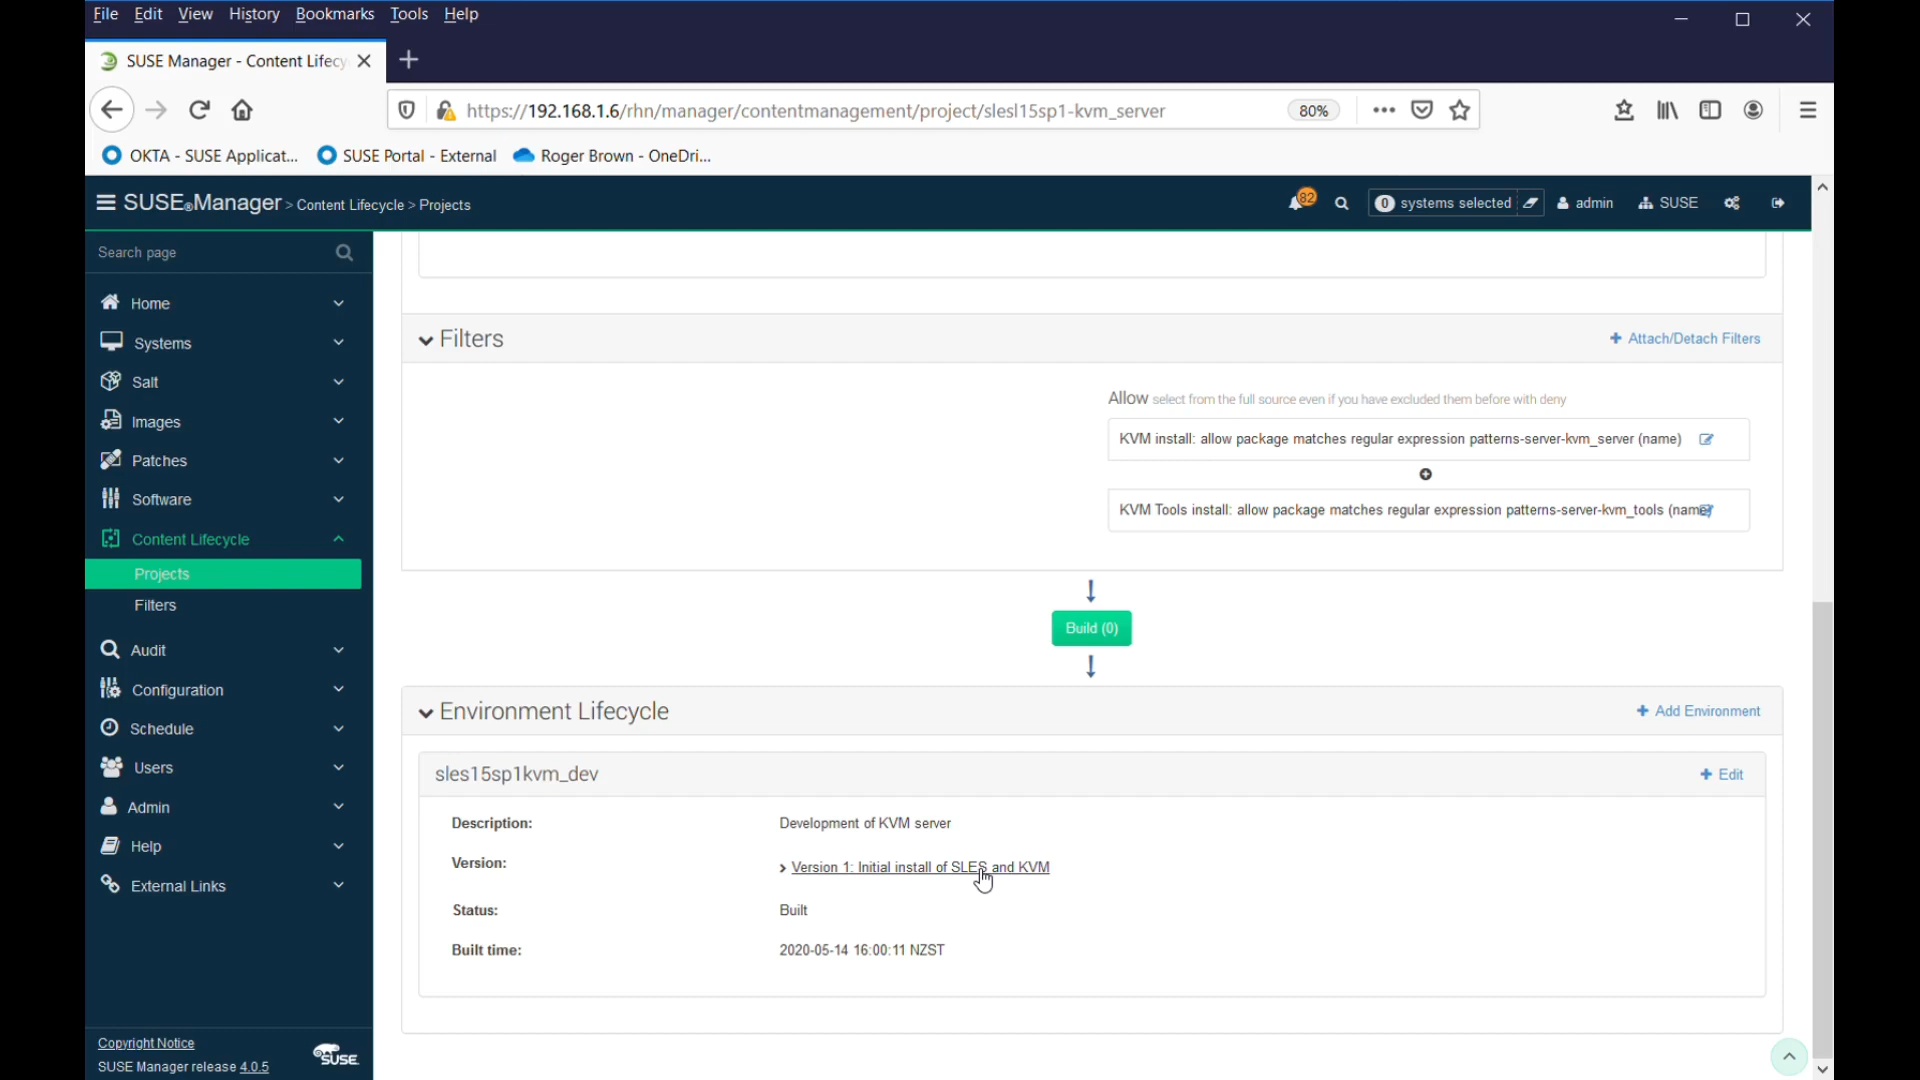 File Edit View History Bookmarks Tools Help
SUSE Manager - Content Lifecy
https://192.168.1.6/rhn/manager/contentmanagement/project/slesl15sp1-kvm_server 80%
OKTA - SUSE Applicat... SUSE Portal - External Roger Brown - OneDri...
SUSE®Manager > Content Lifecycle > Projects 82 0 systems selected admin SUSE
Search page
Home
Systems
Salt
Images
Patches
Software
Content Lifecycle
Projects
Filters
Audit
Configuration
Schedule
Users
Admin
Help
External Links
Copyright Notice
SUSE Manager release 4.0.5
SUSE
Filters Attach/Detach Filters
Allow select from the full source even if you have excluded them before with deny
KVM install: allow package matches regular expression patterns-server-kvm_server (name)
KVM Tools install: allow package matches regular expression patterns-server-kvm_tools (name)
Build (0)
Environment Lifecycle Add Environment
sles15sp1kvm_dev Edit
Description: Development of KVM server
Version: Version 1: Initial install of SLES and KVM
Status: Built
Built time: 2020-05-14 16:00:11 NZST